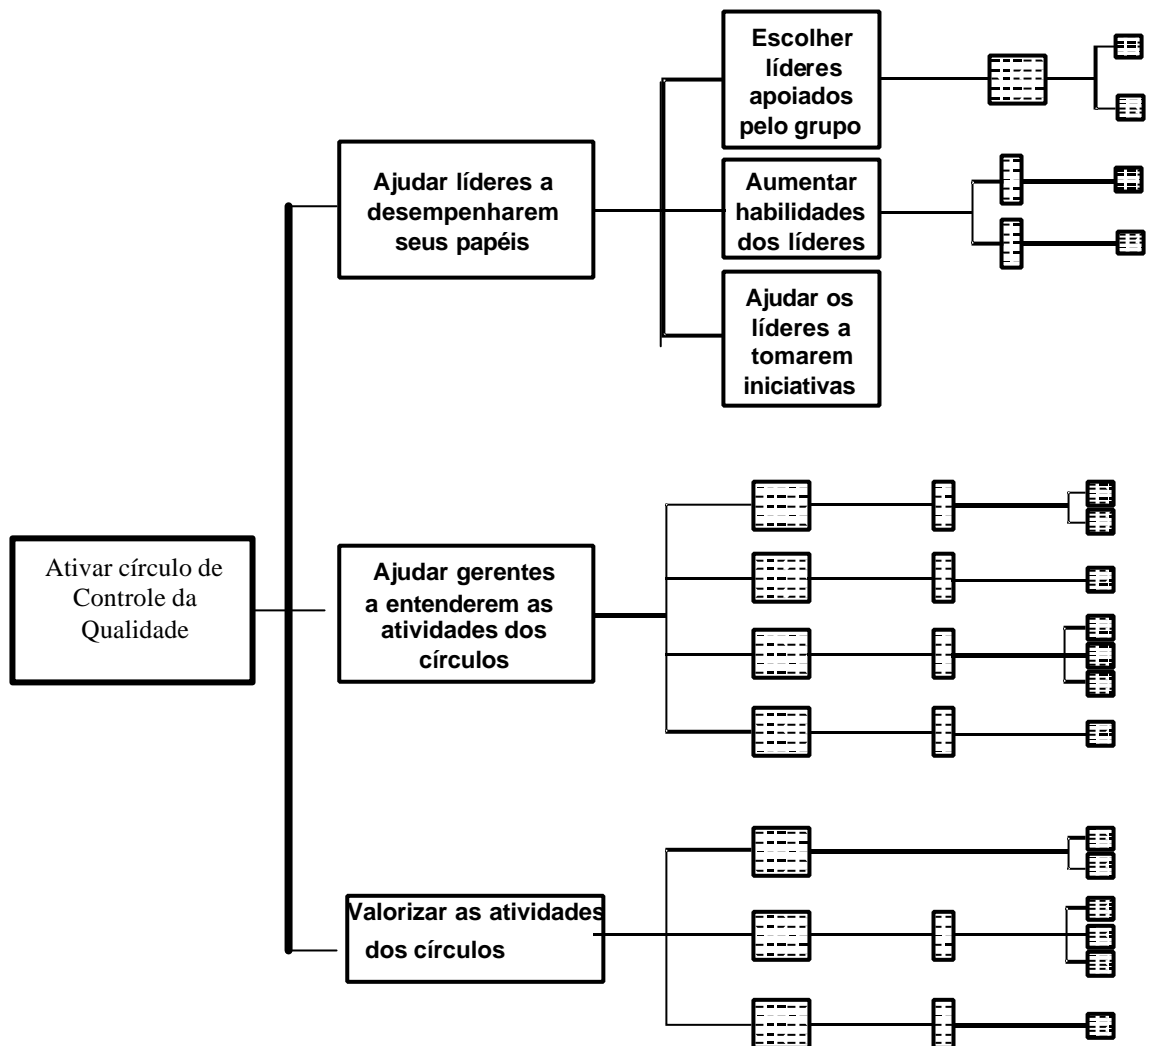 Escolher
líderes
apoiados
pelo grupo
Ajudar líderes a
desempenharem
seus papéis
Aumentar
habilidades
dos líderes
Ajudar os
líderes a
tomarem
iniciativas
Ativar círculo de
Controle da
Qualidade
Ajudar gerentes
a entenderem as
atividades dos
círculos
Valorizar as atividades
dos círculos